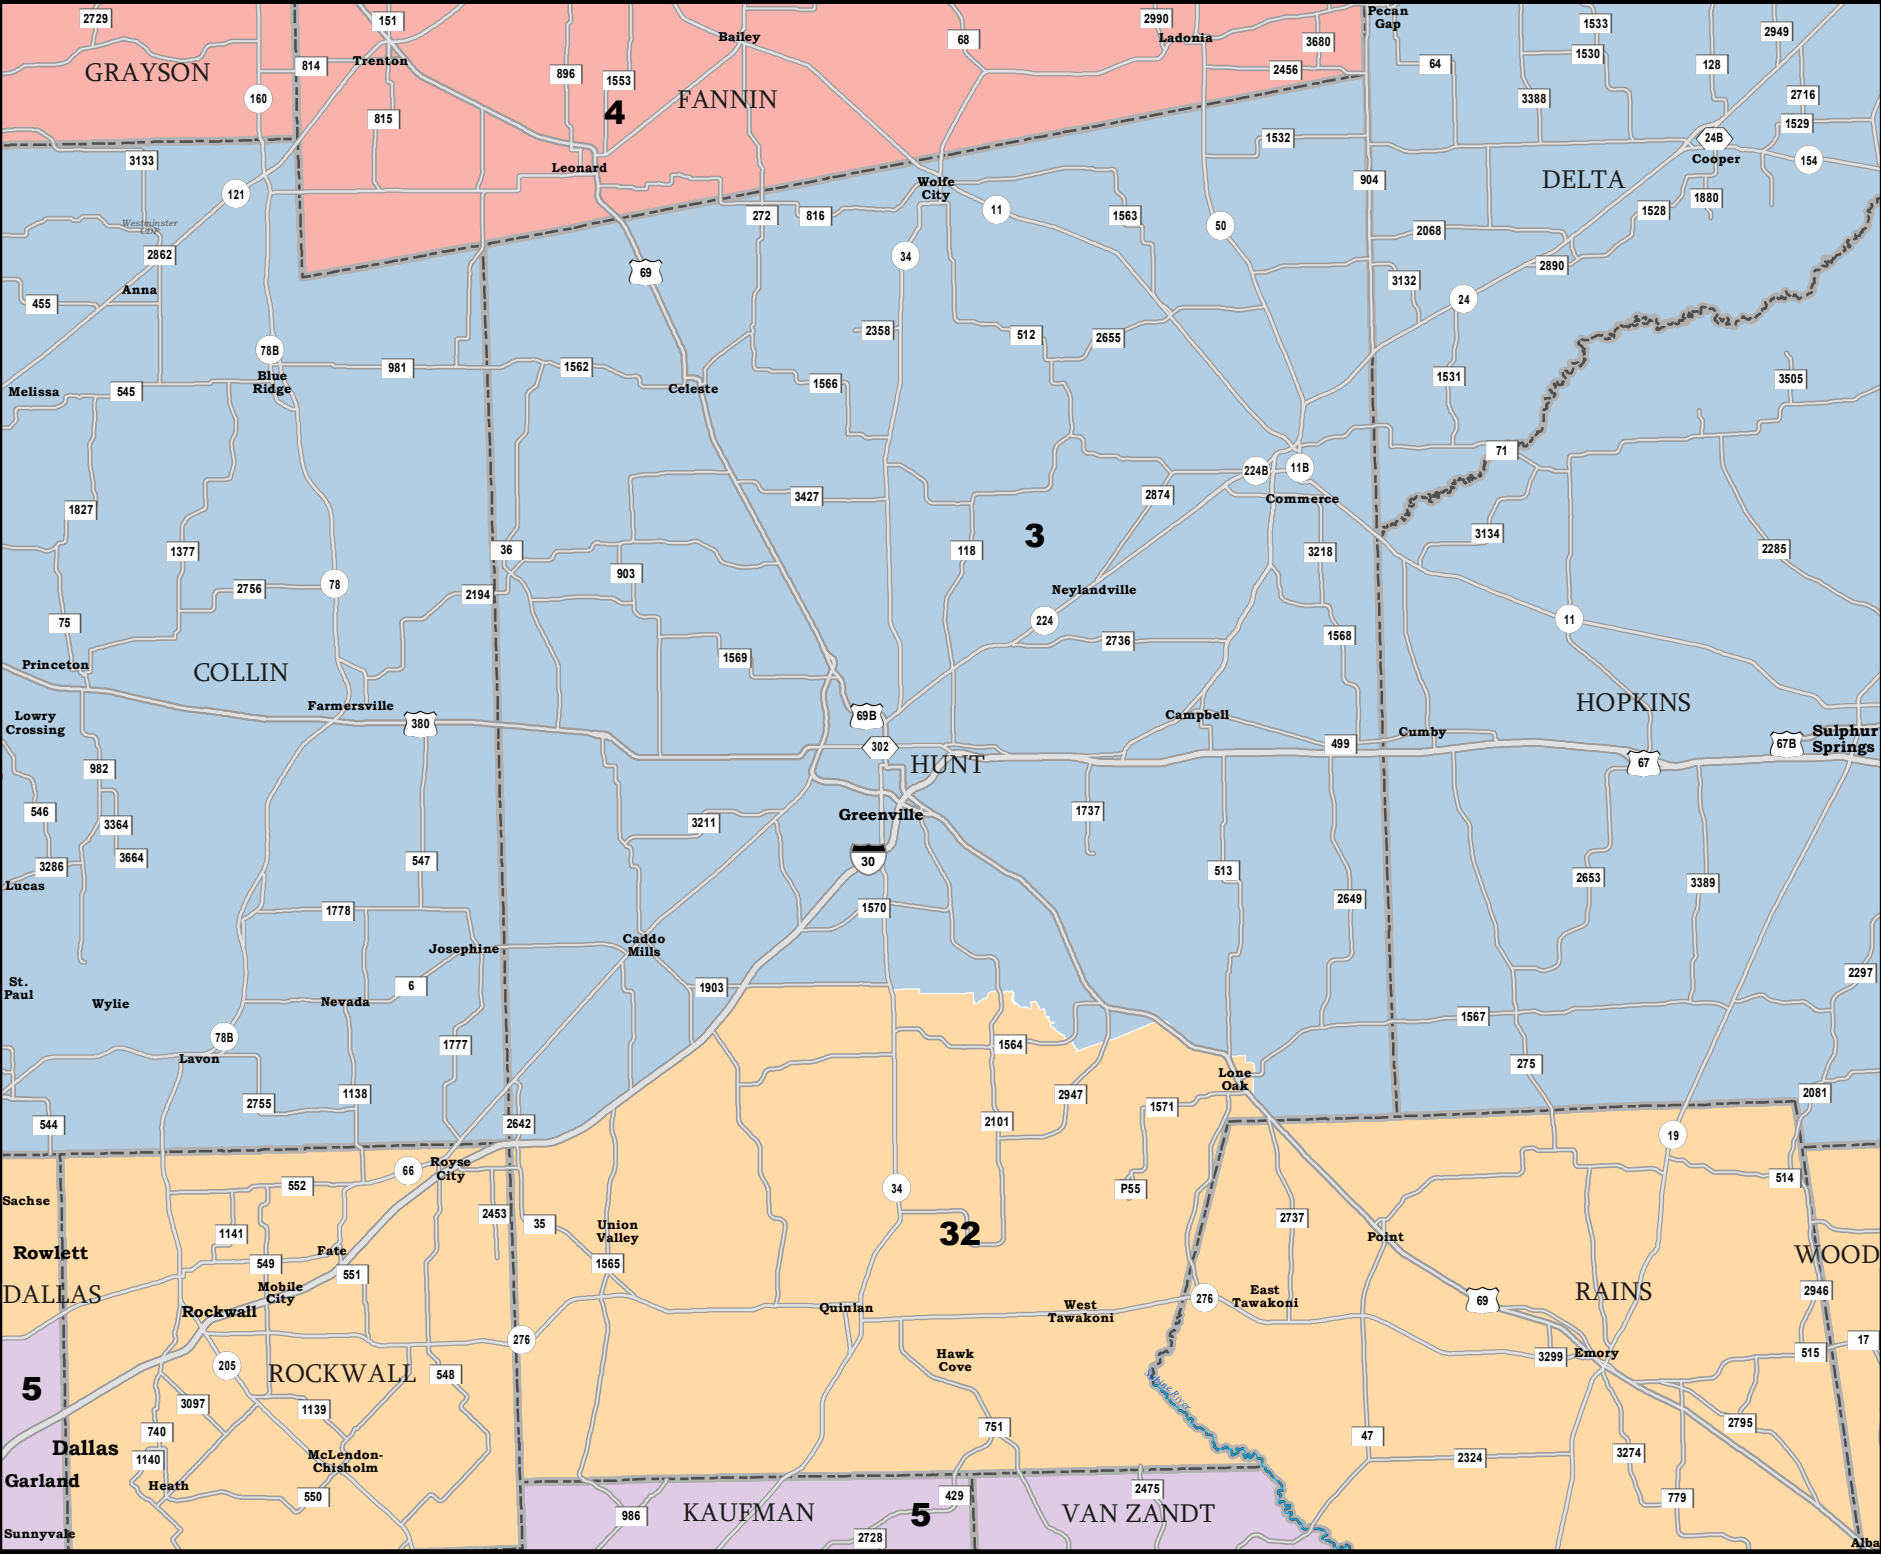 2729
151
Bailey
68
2990
Ladonia
3680
Pecan
Gap
1533
1530
2949
GRAYSON
814
Trenton
896
1553
2456
64
128
160
815
4
FANNIN
3388
2716
1529
3133
Leonard
1532
24B
Cooper
154
121
Wolfe
City
904
DELTA
1880
Westminster
CDP
272
816
11
1563
50
2068
1528
2862
34
69
2890
Anna
455
3132
24
2358
512
2655
78B
981
1562
Blue
Ridge
Melissa
545
Celeste
1566
1531
3505
71
224B
11B
Commerce
1827
3427
2874
3134
1377
36
118
3
3218
2285
2756
78
903
2194
Neylandville
75
224
11
1568
2736
Princeton
COLLIN
1569
Farmersville
HOPKINS
Lowry
Crossing
380
69B
Campbell
Cumby
302
499
67B
Sulphur
Springs
982
HUNT
67
546
3364
3211
Greenville
1737
3286
3664
547
30
513
Lucas
2653
3389
2649
1778
1570
Josephine
Caddo
Mills
St.
Paul
6
1903
2297
Wylie
Nevada
78B
1567
Lavon
1777
1564
275
Lone
Oak
2755
1138
2947
1571
2081
544
2642
2101
19
66
Royse
City
Sachse
552
34
P55
514
2453
35
Union
Valley
32
2737
1141
Point
Rowlett
549
Fate
551
1565
WOOD
DALLAS
Mobile
City
276
East
Tawakoni
69
RAINS
2946
Rockwall
Quinlan
West
Tawakoni
276
17
5
205
ROCKWALL
548
Hawk
Cove
3299
Emory
515
Sabine River
3097
1139
740
751
47
2795
Dallas
1140
McLendon-
Chisholm
2324
3274
Garland
Heath
550
429
2475
779
986
KAUFMAN
5
VAN ZANDT
Sunnyvale
2728
Alba